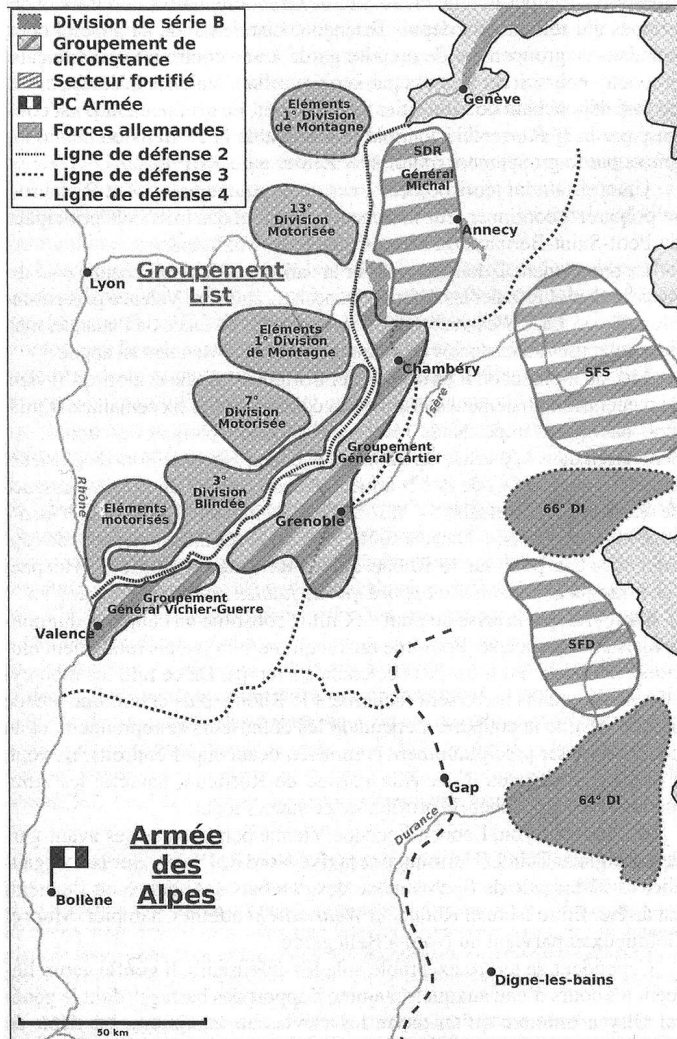 Division de série B
Groupement de
circonstance
Secteur fortifié
PC Armée
Forces allemandes
Ligne de défense 2
Ligne de défense 3
Ligne de défense 4
Genève
Eléments
1° Division
de Montagne
SDR
Général
Michal
13°
Division
Motorisée
Annecy
Lyon
Groupement
List
Eléments
1° Division
de Montagne
Chambéry
SFS
7°
Division
Motorisée
Isère
Groupement
Général Cartier
3°
Division
Blindée
Rhône
Eléments
motorisés
Grenoble
66° DI
Groupement
Général Vichier-Guerre
Valence
SFD
Gap
64° DI
Durance
Armée
des
Alpes
Bollène
Digne-les-bains
50 km